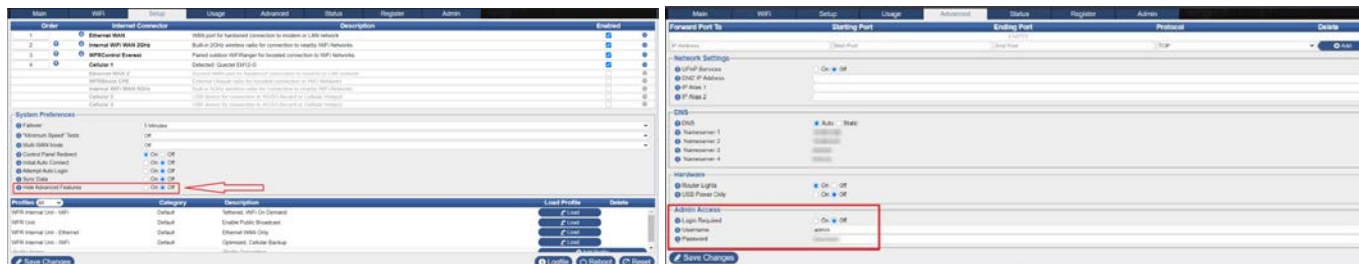 Main WiFi Setup Usage Advanced Status Register Admin
Order Internet Connector Description Enabled
1 Ethernet WAN WAN port for hardwired connection to modem or LAN network
2 Internal WiFi WAN 2GHz Built-in 2GHz wireless radio for connection to nearby WiFi Networks
3 WFRControl Everest Paired outdoor WiFiRanger for boosted connection to WiFi Networks
4 Cellular 1 Detected: Quectel EM12-G
Ethernet WAN 2
Cellular 2
Cellular 3
System Preferences
Failover 5 Minutes
"Minimum Speed" Tests Off
Multi-WAN Mode Off
Control Panel Redirect On Off
Initial Auto Connect On Off
Attempt Auto Login On Off
Sync Data On Off
Hide Advanced Features On Off
Profiles All Category Description Load Profile Delete
WFR Internal Unit - WiFi Default Tethered, WiFi On Demand Load
WFR Unit Default Enable Public Broadcast Load
WFR Internal Unit - Ethernet Default Ethernet WAN Only Load
WFR Internal Unit - WiFi Default Optimized, Cellular Backup Load
Save Changes Logfile Reboot Reset
Main WiFi Setup Usage Advanced Status Register Admin
Forward Port To Starting Port Ending Port Protocol Delete
EMPTY
IP Address Start Port End Port TCP Add
Network Settings
UPnP Services On Off
DMZ IP Address
IP Alias 1
IP Alias 2
DNS
DNS Auto Static
Nameserver 1
Nameserver 2
Nameserver 3
Nameserver 4
Hardware
Router Lights On Off
USB Power Only On Off
Admin Access
Login Required On Off
Username admin
Password
Save Changes